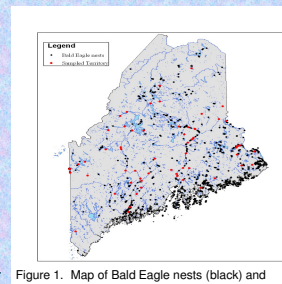 Legend
Bald Eagle nests
Sampled Territory
Figure 1. Map of Bald Eagle nests (black) and